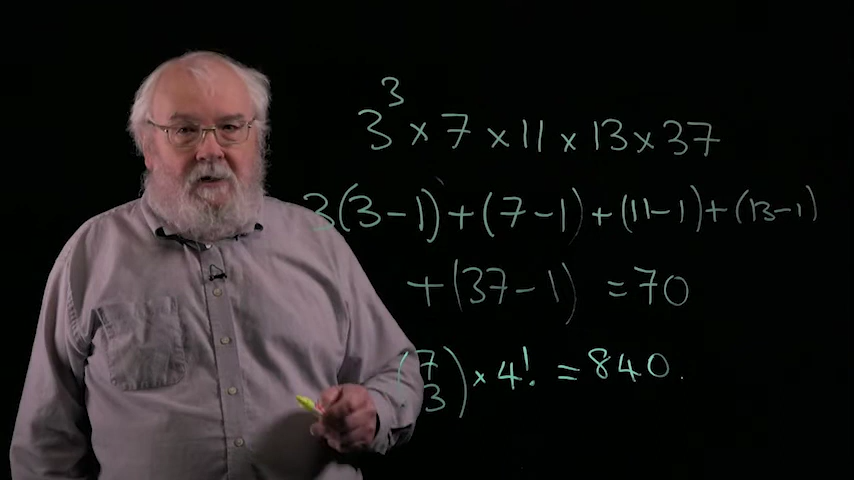 3³ × 7 × 11 × 13 × 37
3(3-1) + (7-1) + (11-1) + (13-1)
+ (37-1) = 70
(7 3) × 4! = 840.